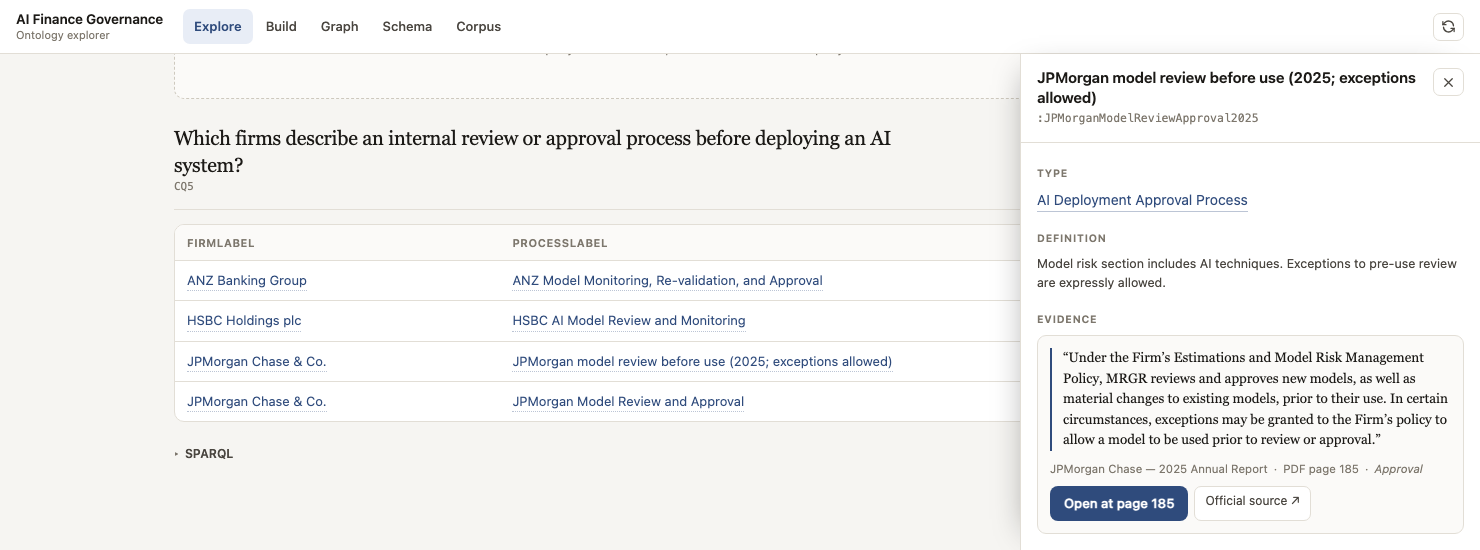 AI Finance Governance
Ontology explorer
Explore
Build
Graph
Schema
Corpus
Which firms describe an internal review or approval process before deploying an AI
system?
CQ5
FIRMLABEL
PROCESSLABEL
ANZ Banking Group
ANZ Model Monitoring, Re-validation, and Approval
HSBC Holdings plc
HSBC AI Model Review and Monitoring
JPMorgan Chase & Co.
JPMorgan model review before use (2025; exceptions allowed)
JPMorgan Chase & Co.
JPMorgan Model Review and Approval
SPARQL
JPMorgan model review before use (2025; exceptions
allowed)
:JPMorganModelReviewApproval2025
TYPE
AI Deployment Approval Process
DEFINITION
Model risk section includes AI techniques. Exceptions to pre-use review
are expressly allowed.
EVIDENCE
“Under the Firm’s Estimations and Model Risk Management
Policy, MRGR reviews and approves new models, as well as
material changes to existing models, prior to their use. In certain
circumstances, exceptions may be granted to the Firm’s policy to
allow a model to be used prior to review or approval.”
JPMorgan Chase — 2025 Annual Report · PDF page 185 · Approval
Open at page 185
Official source ↗